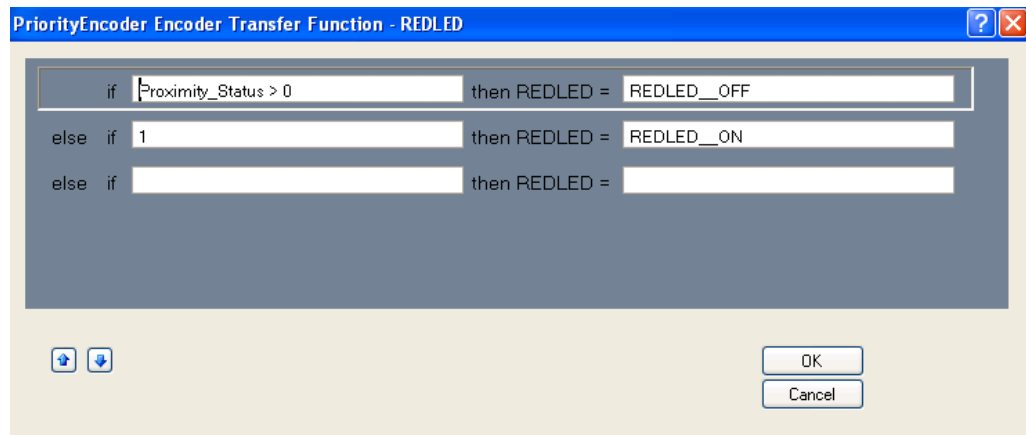 PriorityEncoder Encoder Transfer Function - REDLED
if Proximity_Status > 0 then REDLED = REDLED__OFF
else if 1 then REDLED = REDLED__ON
else if then REDLED =
OK
Cancel